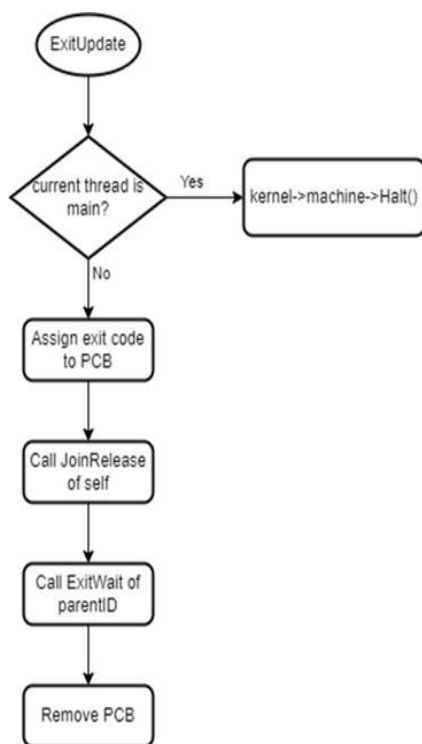 ExitUpdate
current thread is
main?
Yes
kernel->machine->Halt()
No
Assign exit code
to PCB
Call JoinRelease
of self
Call ExitWait of
parentID
Remove PCB